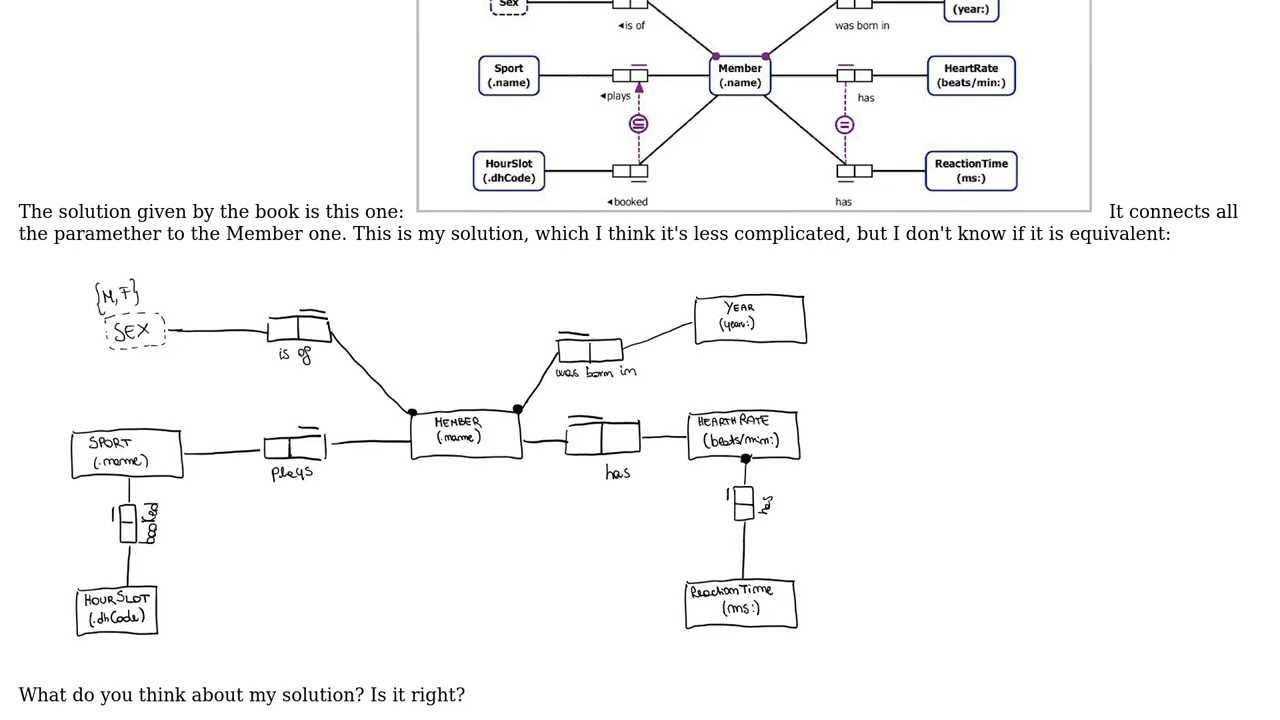 Sex
(year:)
◄is of
was born in
Sport
(.name)
Member
(.name)
HeartRate
(beats/min:)
◄plays
has
HourSlot
(.dhCode)
ReactionTime
(ms:)
◄booked
has
The solution given by the book is this one: It connects all
the paramether to the Member one. This is my solution, which I think it's less complicated, but I don't know if it is equivalent:
{M,F}
SEX
is of
YEAR
(year:)
was born in
SPORT
(.name)
plays
MEMBER
(.name)
has
HEARTH RATE
(beats/min:)
booked
has
HOUR SLOT
(.dhCode)
Reaction Time
(ms:)
What do you think about my solution? Is it right?